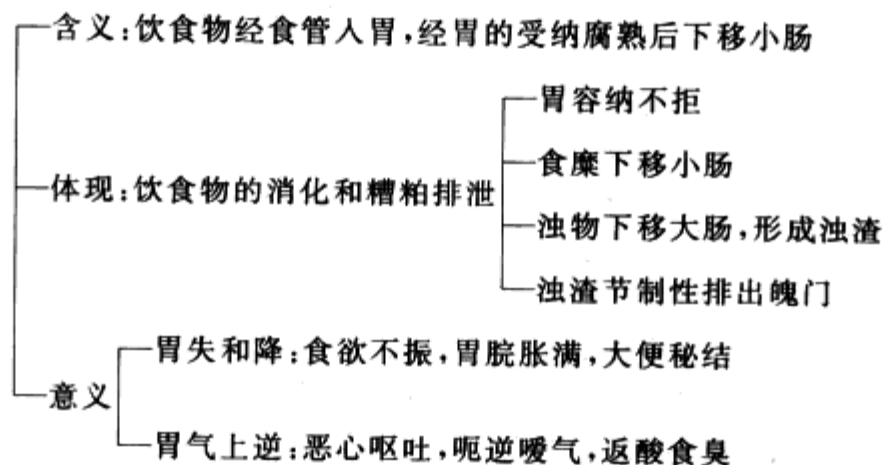 含义:饮食物经食管人胃,经胃的受纳腐熟后下移小肠
胃容纳不拒
食糜下移小肠
体现:饮食物的消化和糟粕排泄
浊物下移大肠,形成浊渣
浊渣节制性排出魄门
胃失和降:食欲不振,胃脘胀满,大便秘结
意义
胃气上逆:恶心呕吐,呃逆嗳气,返酸食臭